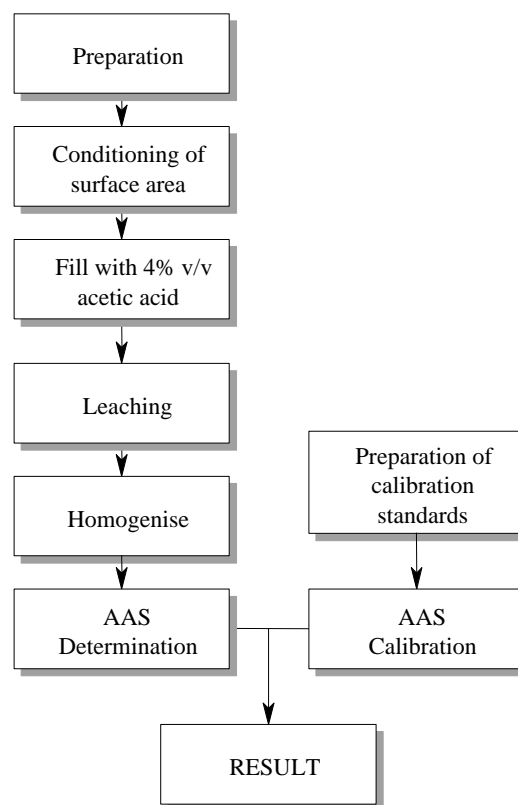 Preparation
Conditioning of
surface area
Fill with 4% v/v
acetic acid
Leaching
Homogenise
AAS
Determination
Preparation of
calibration
standards
AAS
Calibration
RESULT